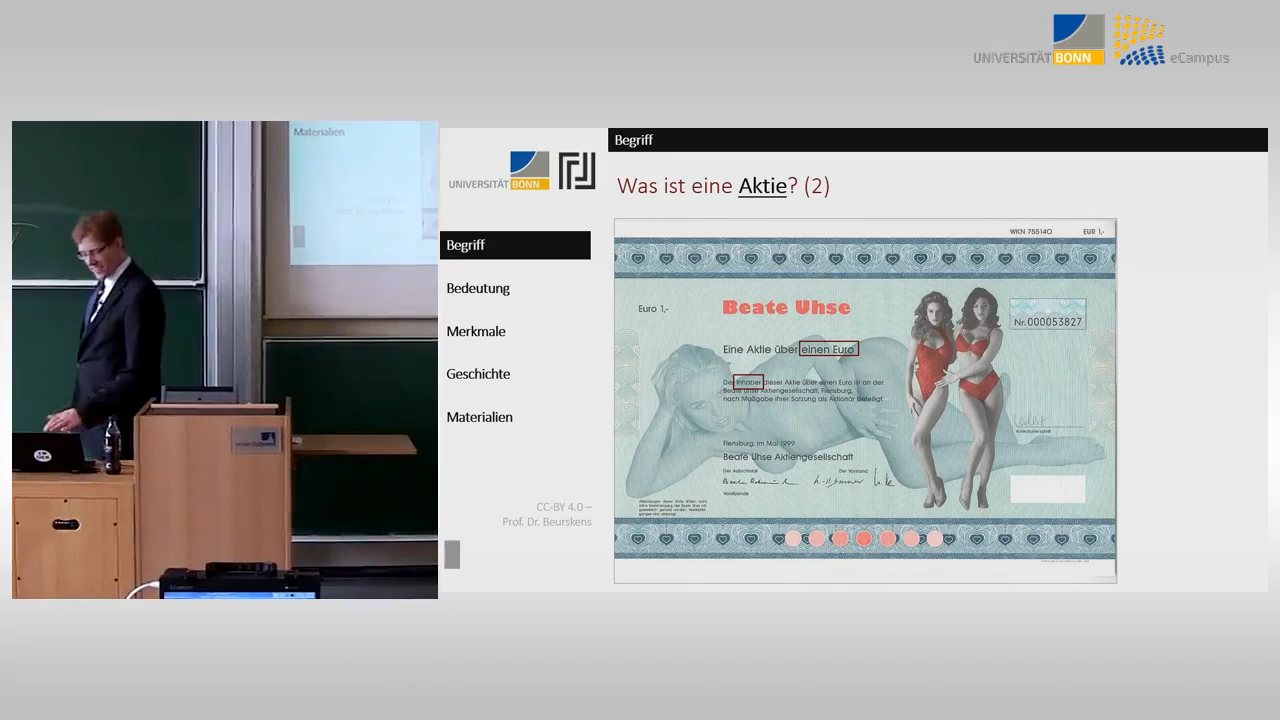 UNIVERSITÄT BONN
eCampus
Materialien
UNIVERSITÄT BONN
Begriff
Was ist eine Aktie? (2)
Begriff
Bedeutung
Merkmale
Geschichte
Materialien
CC-BY 4.0 –
Prof. Dr. Beurskens
WKN 755140 EUR 1,-
Euro 1,-
Beate Uhse
Nr.000053827
Eine Aktie über einen Euro
Der Inhaber dieser Aktie über einen Euro ist an der
Beate Uhse Aktiengesellschaft, Flensburg,
nach Maßgabe ihrer Satzung als Aktionär beteiligt.
Flensburg, im Mai 1999
Beate Uhse Aktiengesellschaft
Der Aufsichtsrat Der Vorstand
Vorsitzende
Kontrollunterschrift